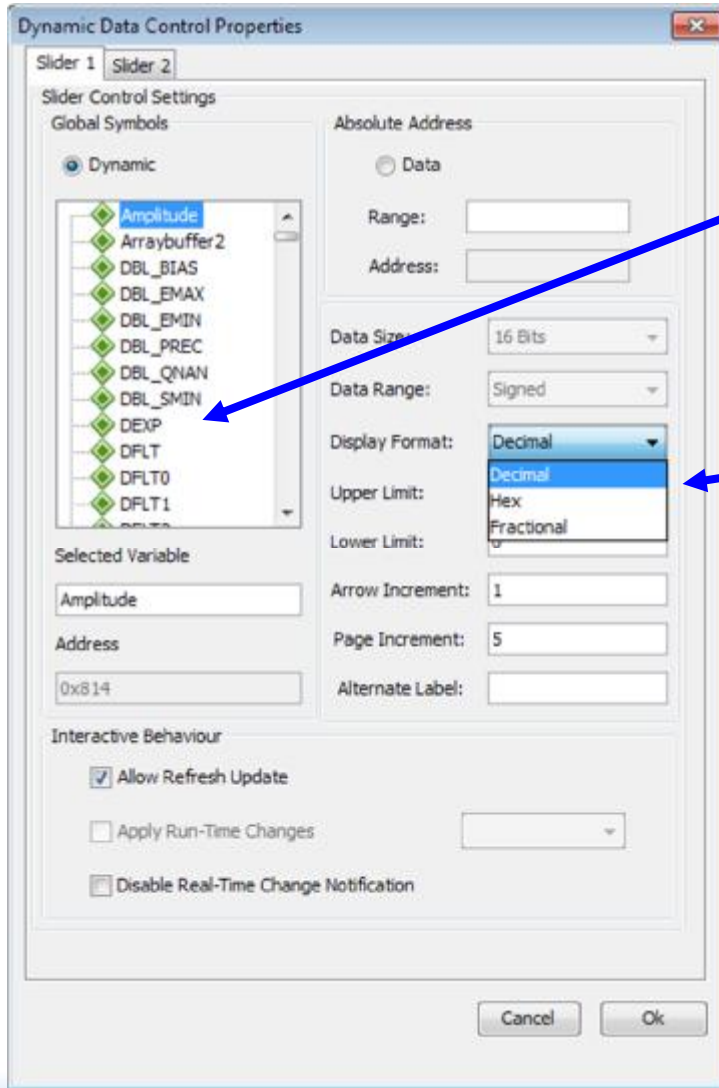 Dynamic Data Control Properties
Slider 1
Slider 2
Slider Control Settings
Global Symbols
Dynamic
Amplitude
Arraybuffer2
DBL_BIAS
DBL_EMAX
DBL_EMIN
DBL_PREC
DBL_QNAN
DBL_SMIN
DEXP
DFLT
DFLT0
DFLT1
Selected Variable
Amplitude
Address
0x814
Absolute Address
Data
Range:
Address:
Data Size:
16 Bits
Data Range:
Signed
Display Format:
Decimal
Decimal
Hex
Fractional
Upper Limit:
Lower Limit:
Arrow Increment:
1
Page Increment:
5
Alternate Label:
Interactive Behaviour
Allow Refresh Update
Apply Run-Time Changes
Disable Real-Time Change Notification
Cancel
Ok